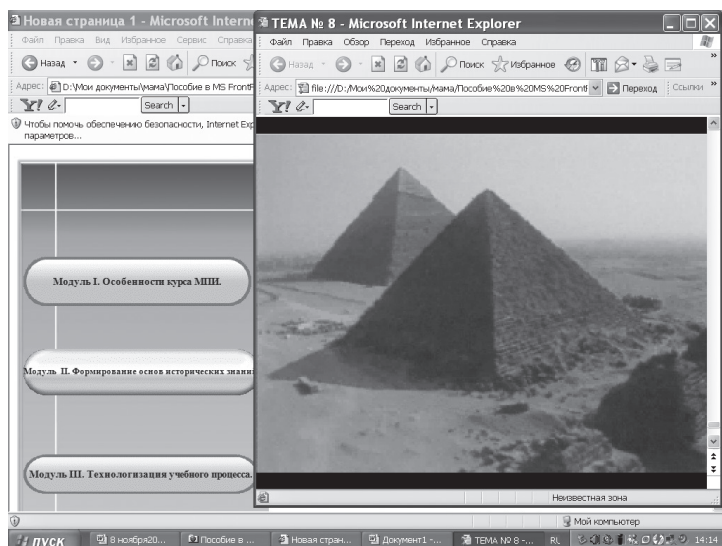 Новая страница 1 - Microsoft Interne
Файл Правка Вид Избранное Сервис Справка
Назад Поиск
Адрес: D:\Мои документы\мама\Пособие в MS FrontP
Y! Search
Чтобы помочь обеспечению безопасности, Internet Exp
параметров...
Модуль I. Особенности курса МПИ.
Модуль II. Формирование основ исторических знани
Модуль III. Технологизация учебного процесса.
ТЕМА № 8 - Microsoft Internet Explorer
Файл Правка Обзор Переход Избранное Справка
Назад Поиск Избранное
Адрес: file:///D:/Мои%20документы/мама/Пособие%20в%20MS%20FrontP Переход Ссылки
Y! Search
Неизвестная зона
Мой компьютер
пуск 8 ноября20... Пособие в ... Новая стран... Документ1 -... ТЕМА № 8 -... RU 14:14